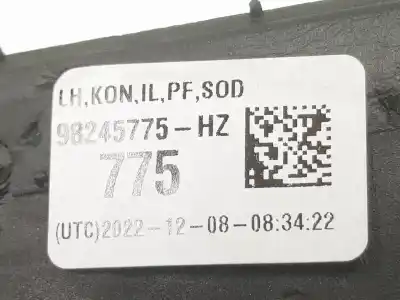 LH,KON,IL,PF,SOD
98245775-HZ
775
(UTC)2022-12-08-08:34:22